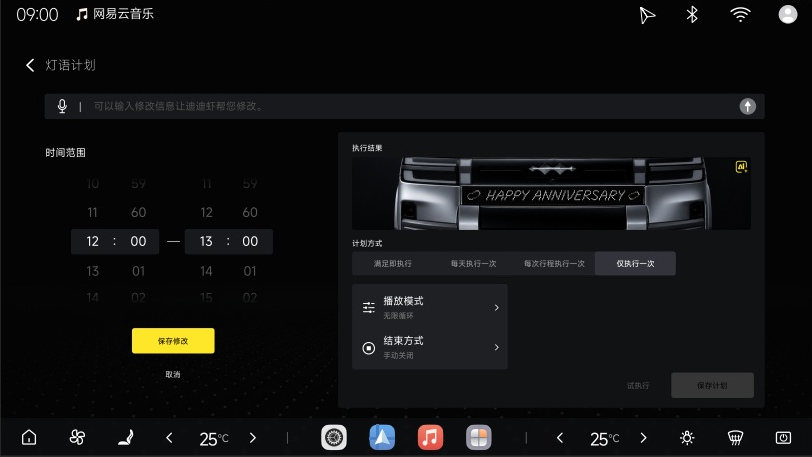 09:00 网易云音乐
灯语计划
可以输入修改信息让迪迪虾帮您修改。
时间范围
10 59 11 59
11 60 12 60
12 : 00 — 13 : 00
13 01 14 01
14 02 15 02
保存修改
取消
执行结果
Ai
HAPPY ANNIVERSARY
计划方式
满足即执行 每天执行一次 每次行程执行一次 仅执行一次
播放模式
无限循环
结束方式
手动关闭
试执行 保存计划
25°C 25°C